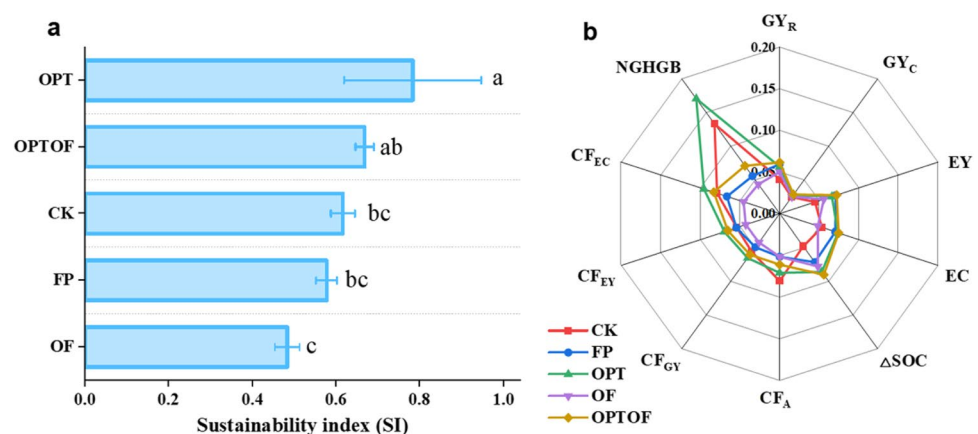 a
OPT
a
OPTOF
ab
CK
bc
FP
bc
OF
c
0.0 0.2 0.4 0.6 0.8 1.0
Sustainability index (SI)
b
GY_R
GY_C
EY
EC
△SOC
CF_A
CF_GY
CF_EY
CF_EC
NGHGB
0.20
0.15
0.10
0.05
0.00
CK
FP
OPT
OF
OPTOF